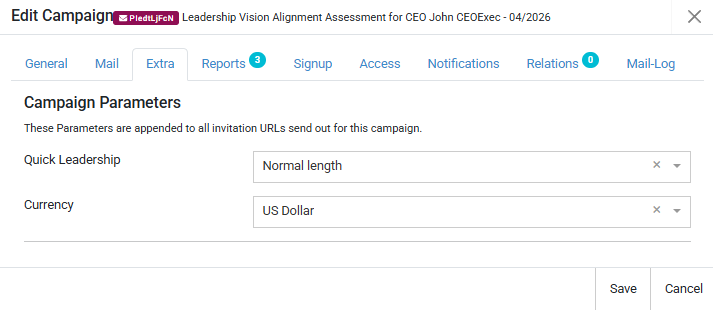 Edit Campaign PledtLjFcN Leadership Vision Alignment Assessment for CEO John CEOExec - 04/2026
General Mail Extra Reports 3 Signup Access Notifications Relations 0 Mail-Log
Campaign Parameters
These Parameters are appended to all invitation URLs send out for this campaign.
Quick Leadership Normal length
Currency US Dollar
Save Cancel